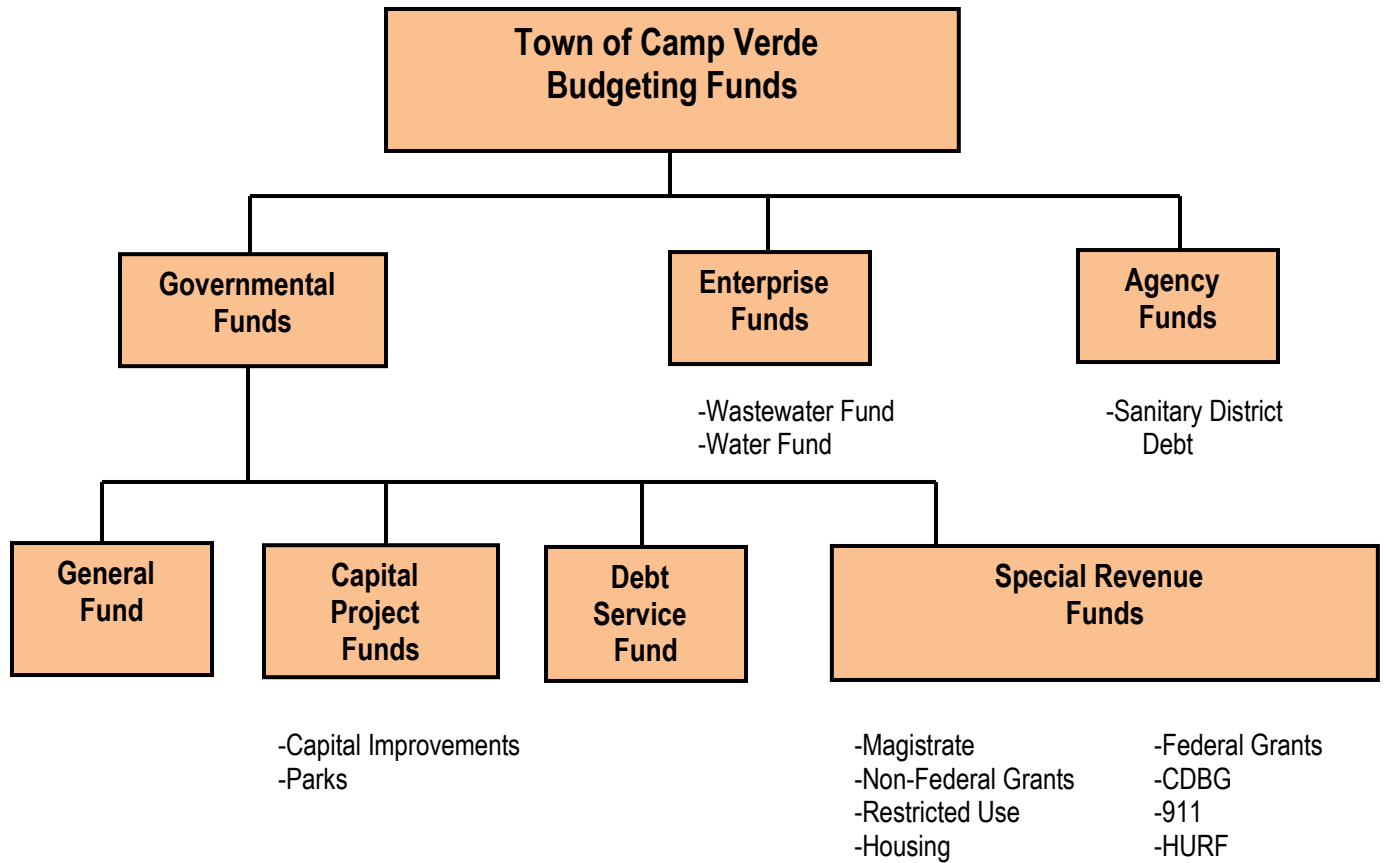 Town of Camp Verde
Budgeting Funds
Governmental
Funds
Enterprise
Funds
Agency
Funds
-Wastewater Fund
-Water Fund
-Sanitary District
Debt
General
Fund
Capital
Project
Funds
Debt
Service
Fund
Special Revenue
Funds
-Capital Improvements
-Parks
-Magistrate
-Non-Federal Grants
-Restricted Use
-Housing
-Federal Grants
-CDBG
-911
-HURF